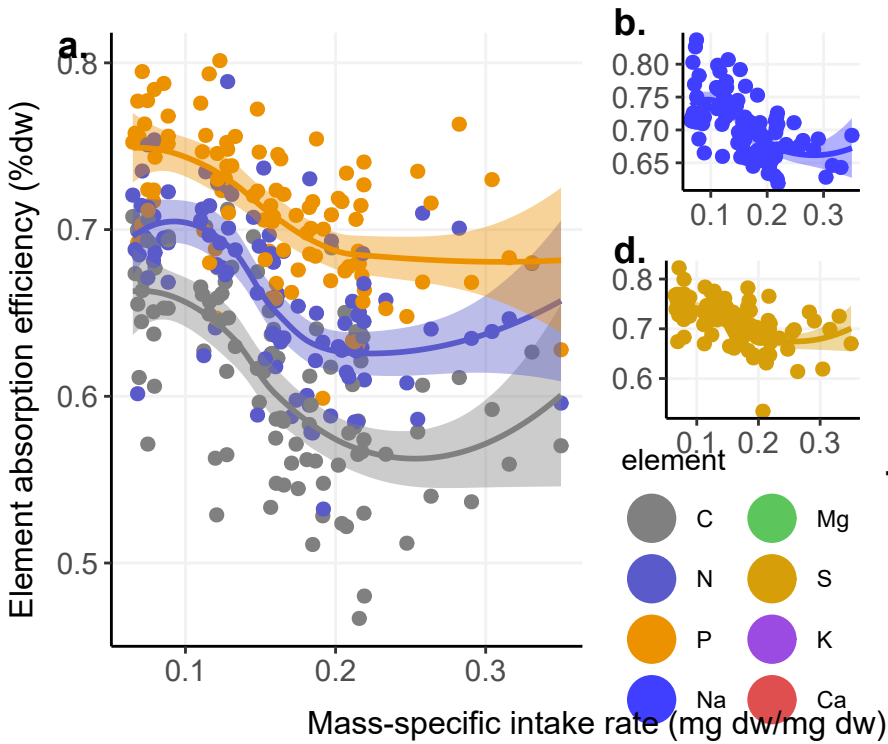 a.
Element absorption efficiency (%dw)
0.8
0.7
0.6
0.5
0.1 0.2 0.3
b.
0.80
0.75
0.70
0.65
0.1 0.2 0.3
d.
0.8
0.7
0.6
0.1 0.2 0.3
element
C Mg
N S
P K
Na Ca
Mass-specific intake rate (mg dw/mg dw)